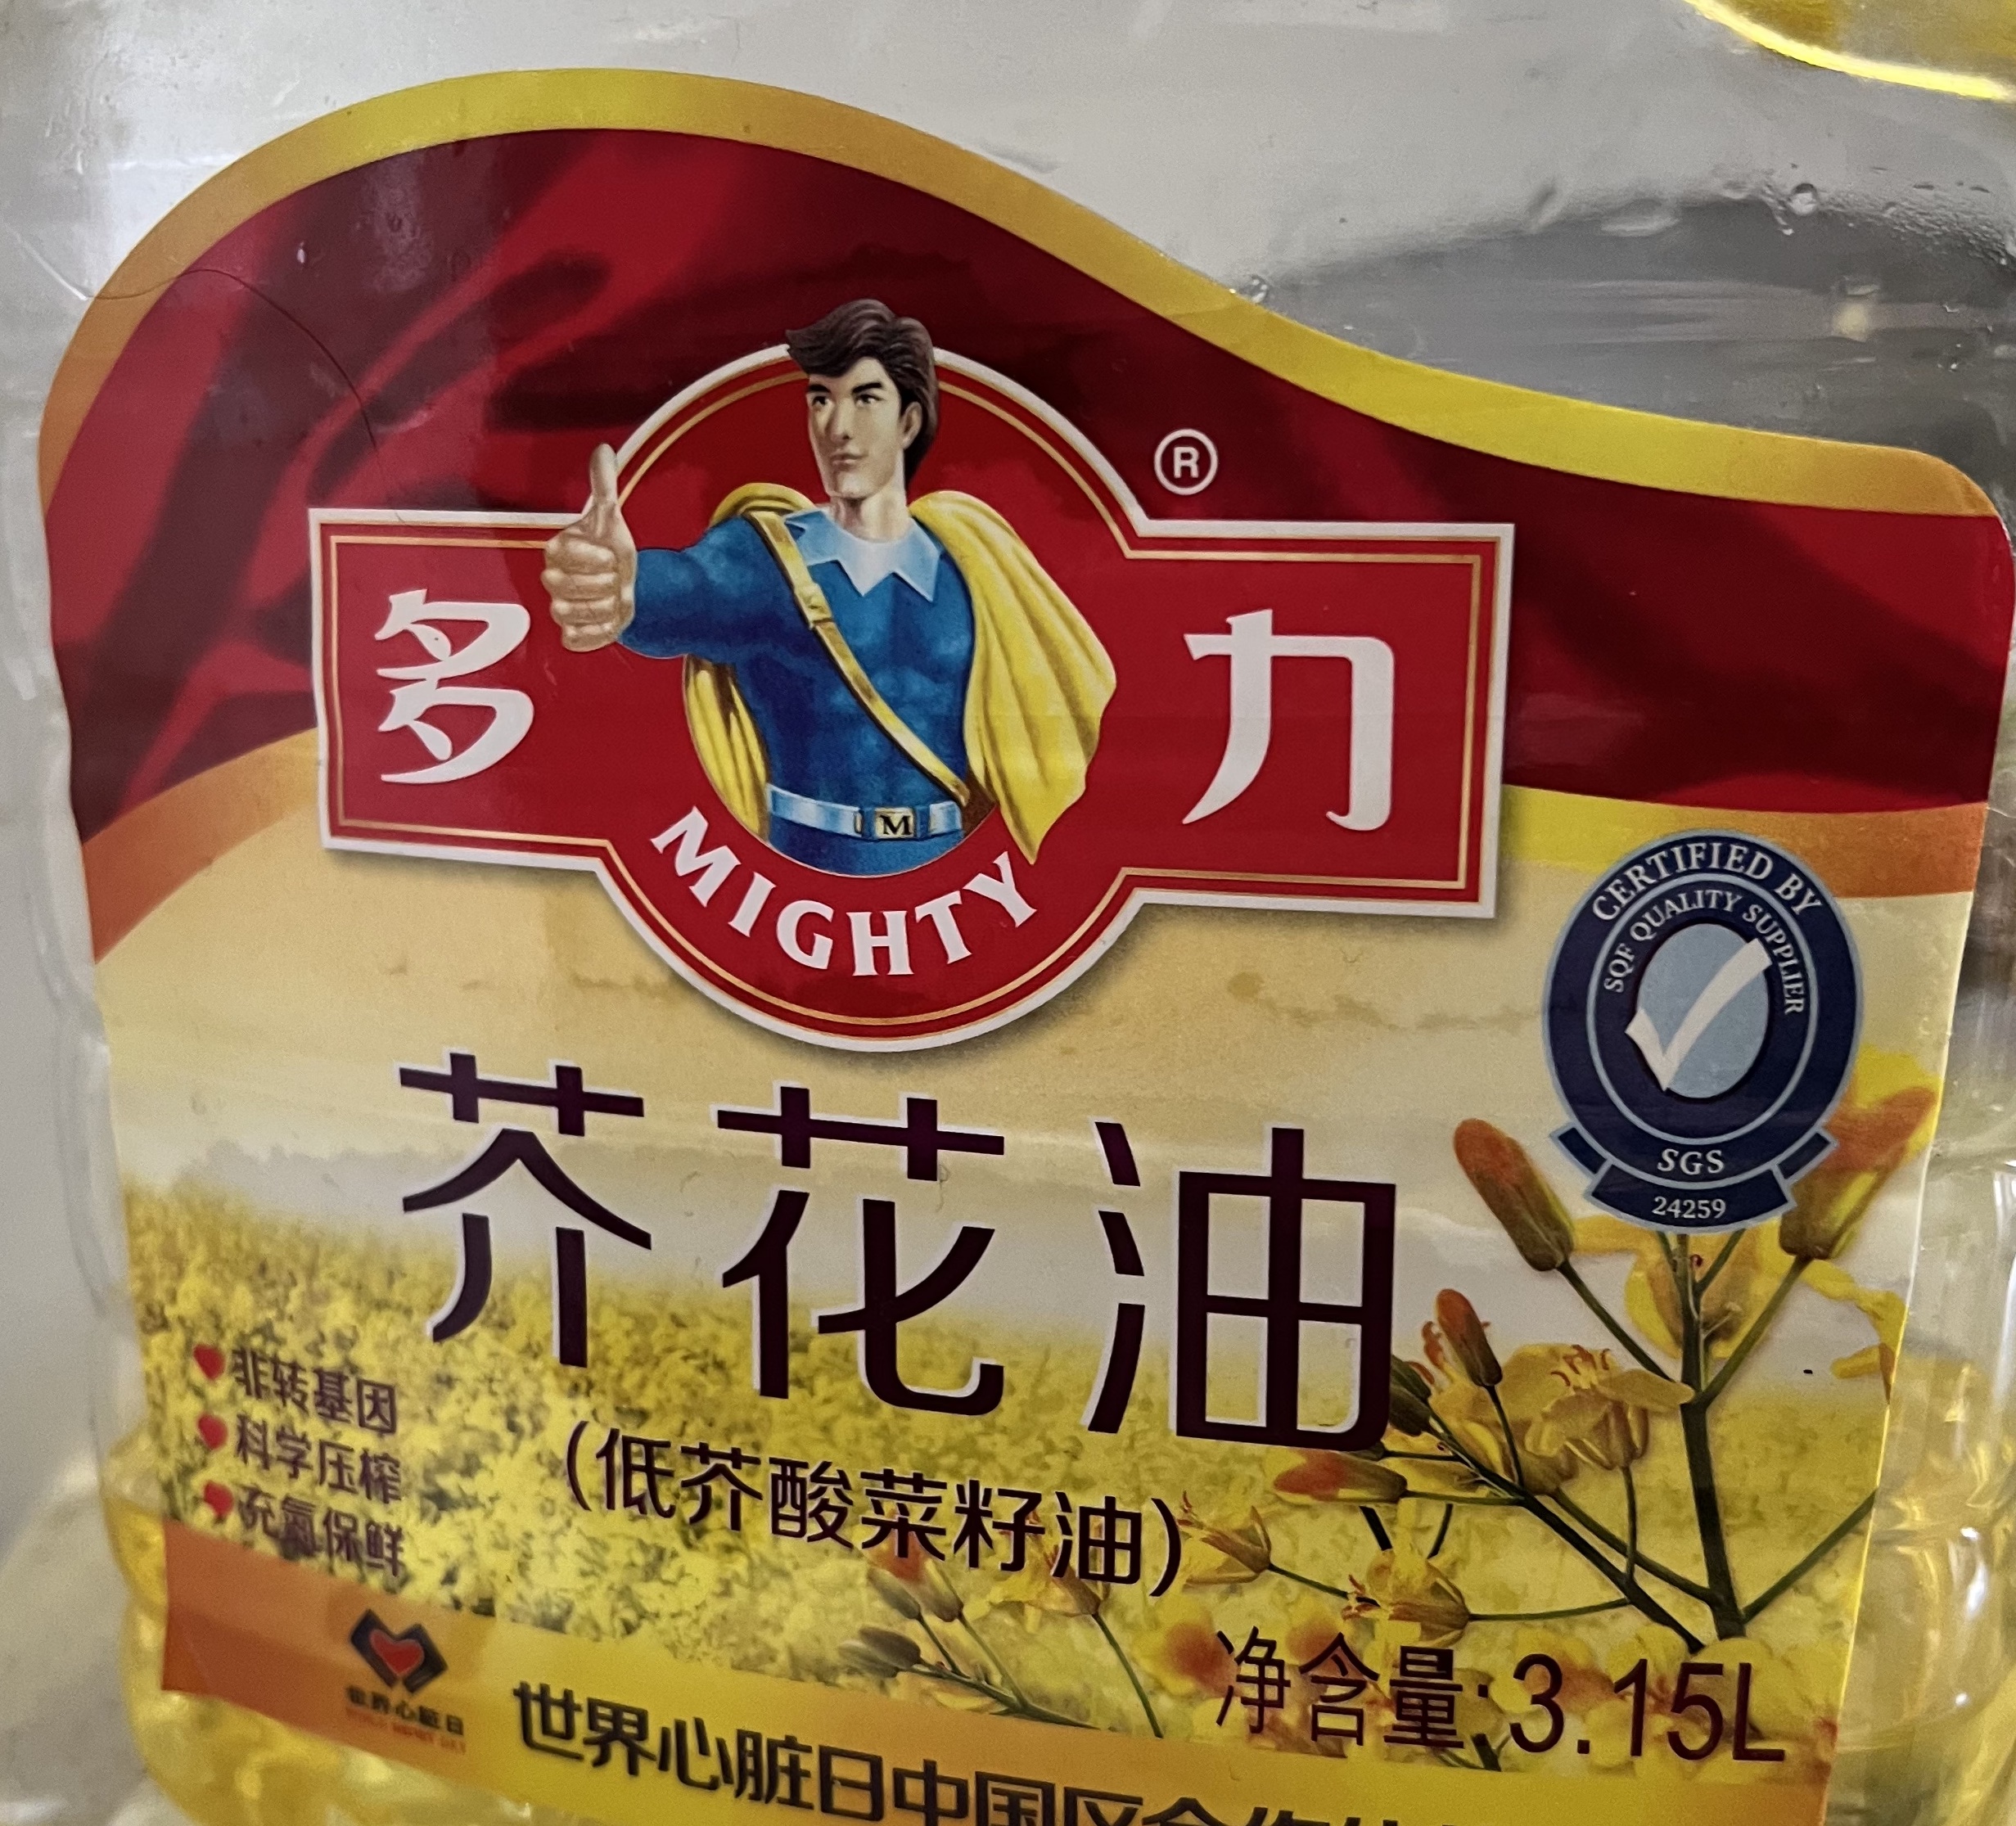 ®
多力
M
MIGHTY
CERTIFIED BY
SQF QUALITY SUPPLIER
SGS
24259
芥花油
(低芥酸菜籽油)
非转基因
科学压榨
充氮保鲜
净含量:3.15L
世界心脏日
世界心脏日中国区合作